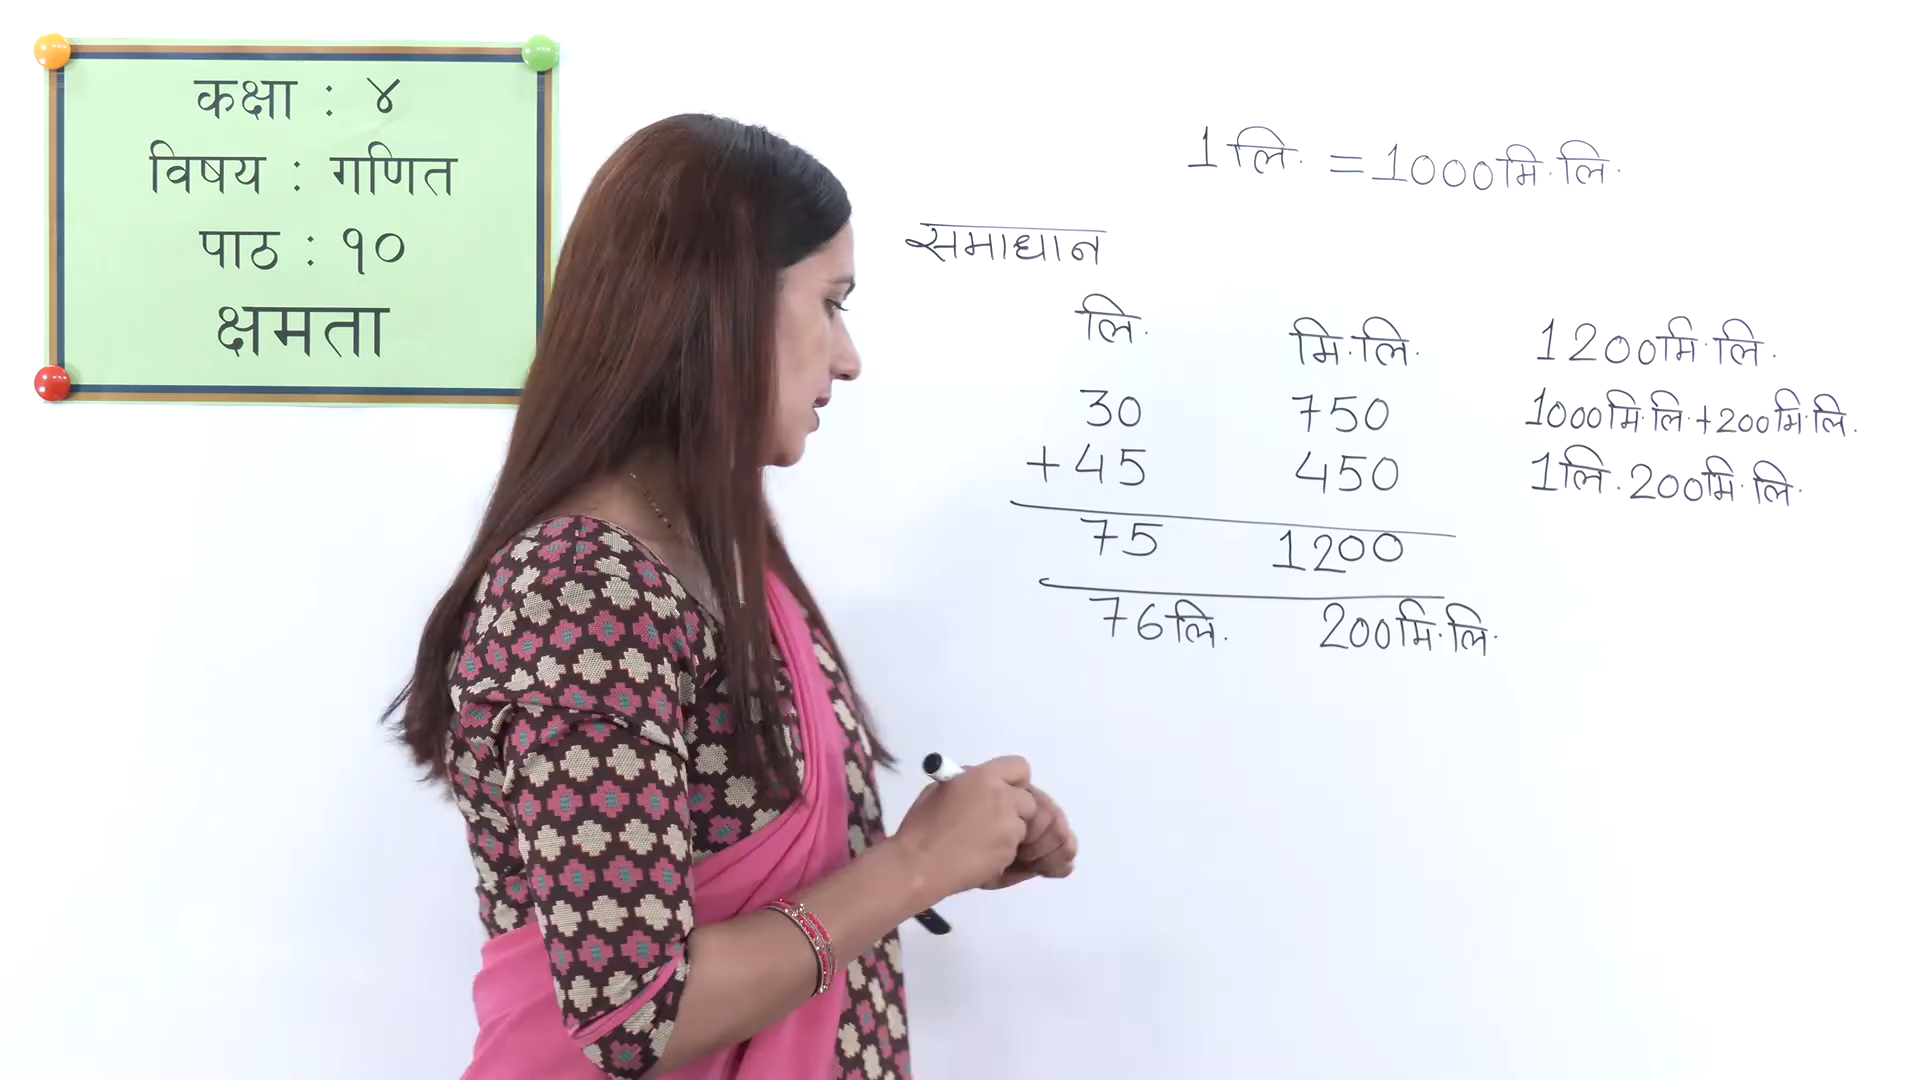 कक्षा : ४
विषय : गणित
पाठ : १०
क्षमता
1 लि. = 1000 मि.लि.
समाधान
लि. मि.लि.
30 750
+ 45 450
75 1200
76 लि. 200 मि.लि.
1200 मि.लि.
1000 मि.लि. + 200 मि.लि.
1 लि. 200 मि.लि.